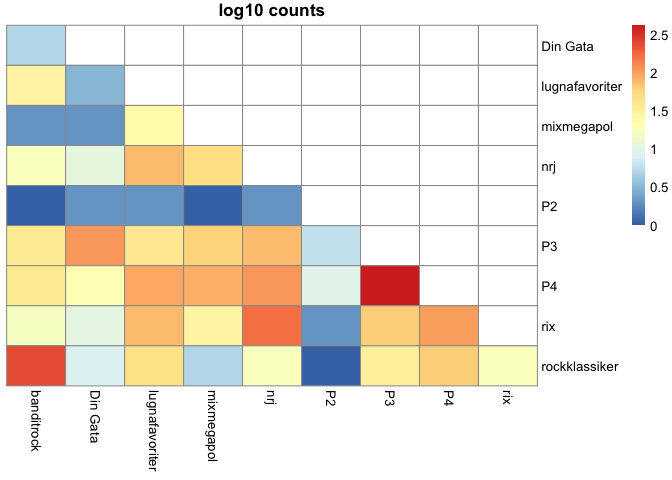 log10 counts
Din Gata
lugnafavoriter
mixmegapol
nrj
P2
P3
P4
rix
rockklassiker
banditrock
Din Gata
lugnafavoriter
mixmegapol
nrj
P2
P3
P4
rix
2.5
2
1.5
1
0.5
0